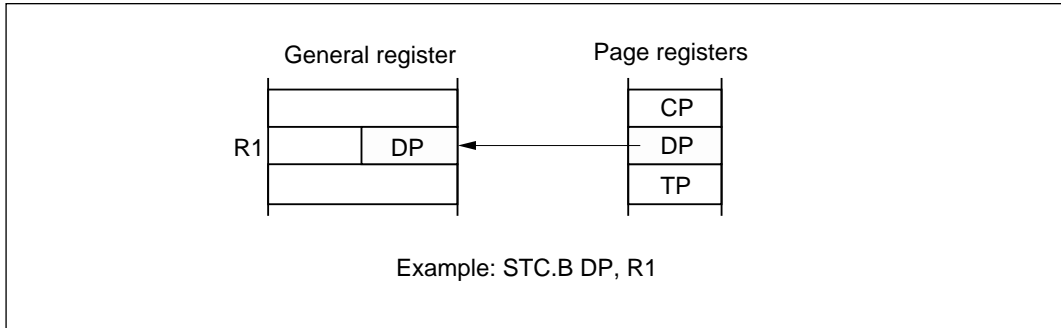 General register
Page registers
CP
R1
DP
DP
TP
Example: STC.B DP, R1